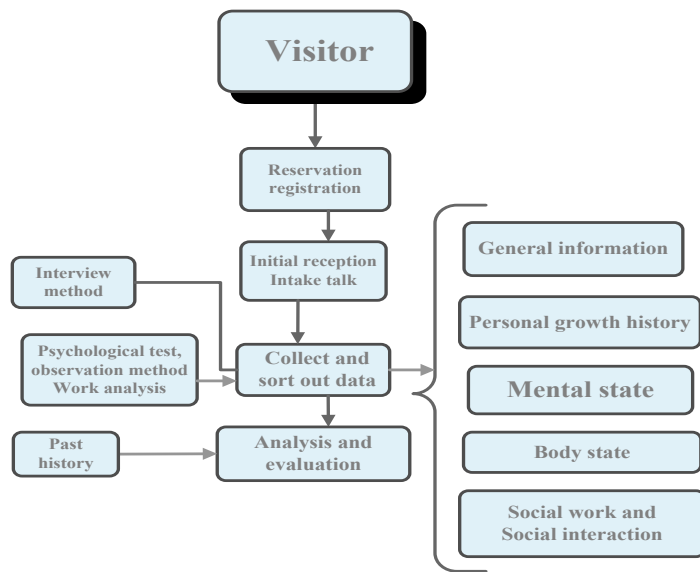 Visitor
Reservation
registration
Initial reception
Intake talk
Interview
method
Psychological test,
observation method
Work analysis
Collect and
sort out data
Past
history
Analysis and
evaluation
General information
Personal growth history
Mental state
Body state
Social work and
Social interaction